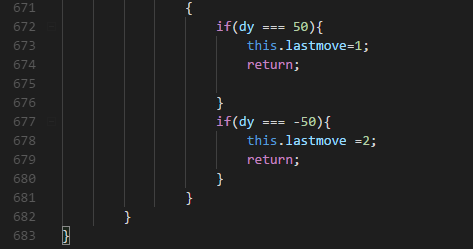 671 {
672 if(dy === 50){
673 this.lastmove=1;
674 return;
675
676 }
677 if(dy === -50){
678 this.lastmove =2;
679 return;
680 }
681 }
682 }
683 }